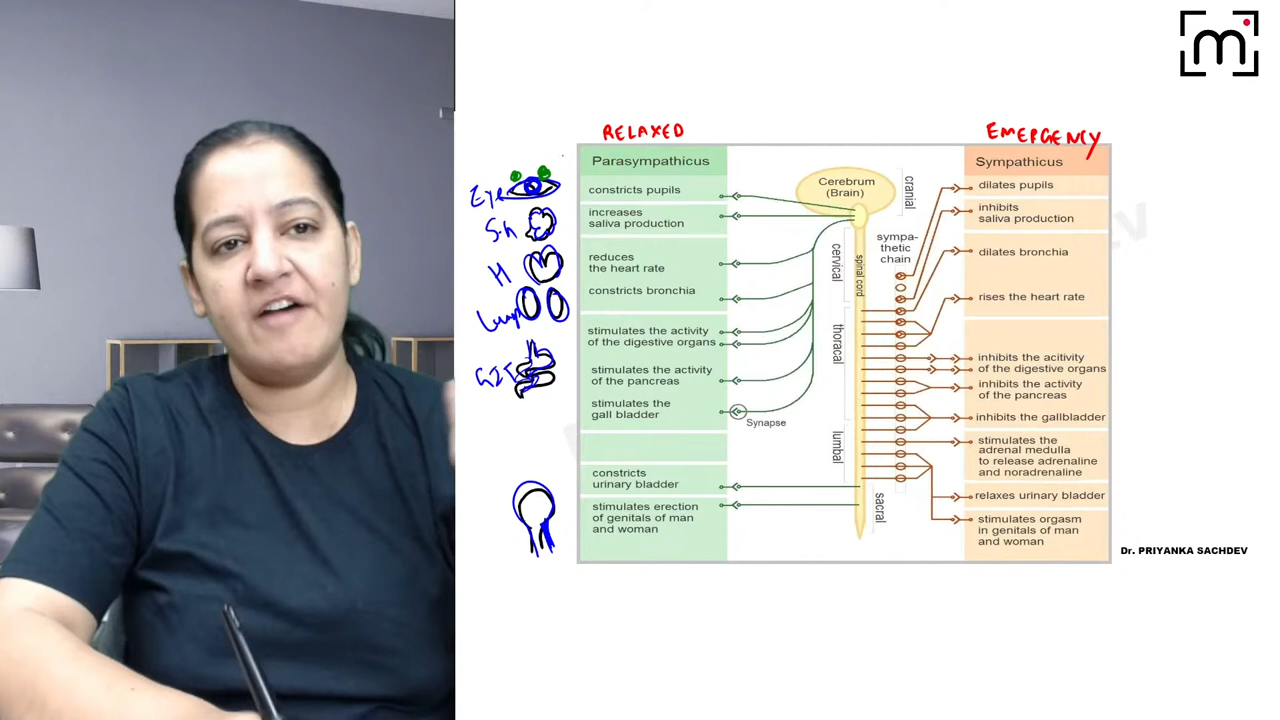 RELAXED
EMERGENCY
Parasympathicus
Sympathicus
Eye
S.h
H
GIT
constricts pupils
increases
saliva production
reduces
the heart rate
constricts bronchia
stimulates the activity
of the digestive organs
stimulates the activity
of the pancreas
stimulates the
gall bladder
constricts
urinary bladder
stimulates erection
of genitals of man
and woman
Synapse
Cerebrum
(Brain)
cranial
sympa-
thetic
chain
cervical
spinal cord
thoracal
lumbal
sacral
dilates pupils
inhibits
saliva production
dilates bronchia
rises the heart rate
inhibits the acitivity
of the digestive organs
inhibits the activity
of the pancreas
inhibits the gallbladder
stimulates the
adrenal medulla
to release adrenaline
and noradrenaline
relaxes urinary bladder
stimulates orgasm
in genitals of man
and woman
Dr. PRIYANKA SACHDEV
m